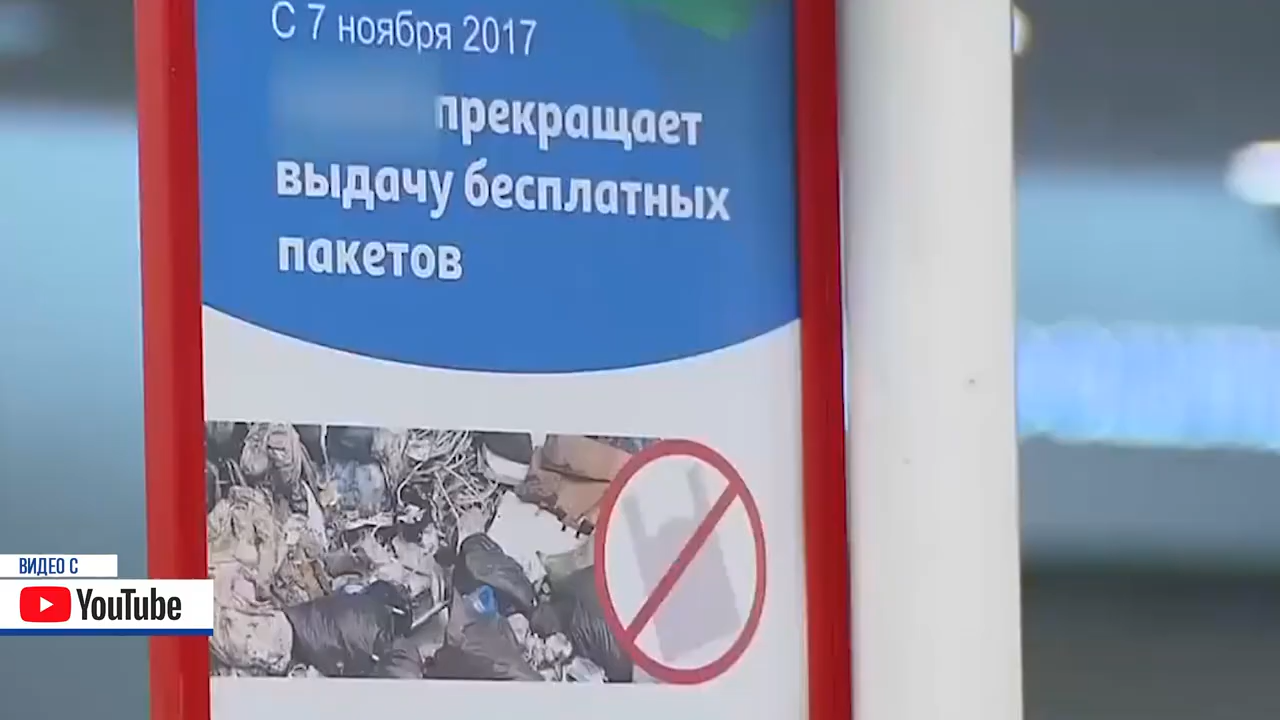 С 7 ноября 2017
прекращает
выдачу бесплатных
пакетов
ВИДЕО С
YouTube